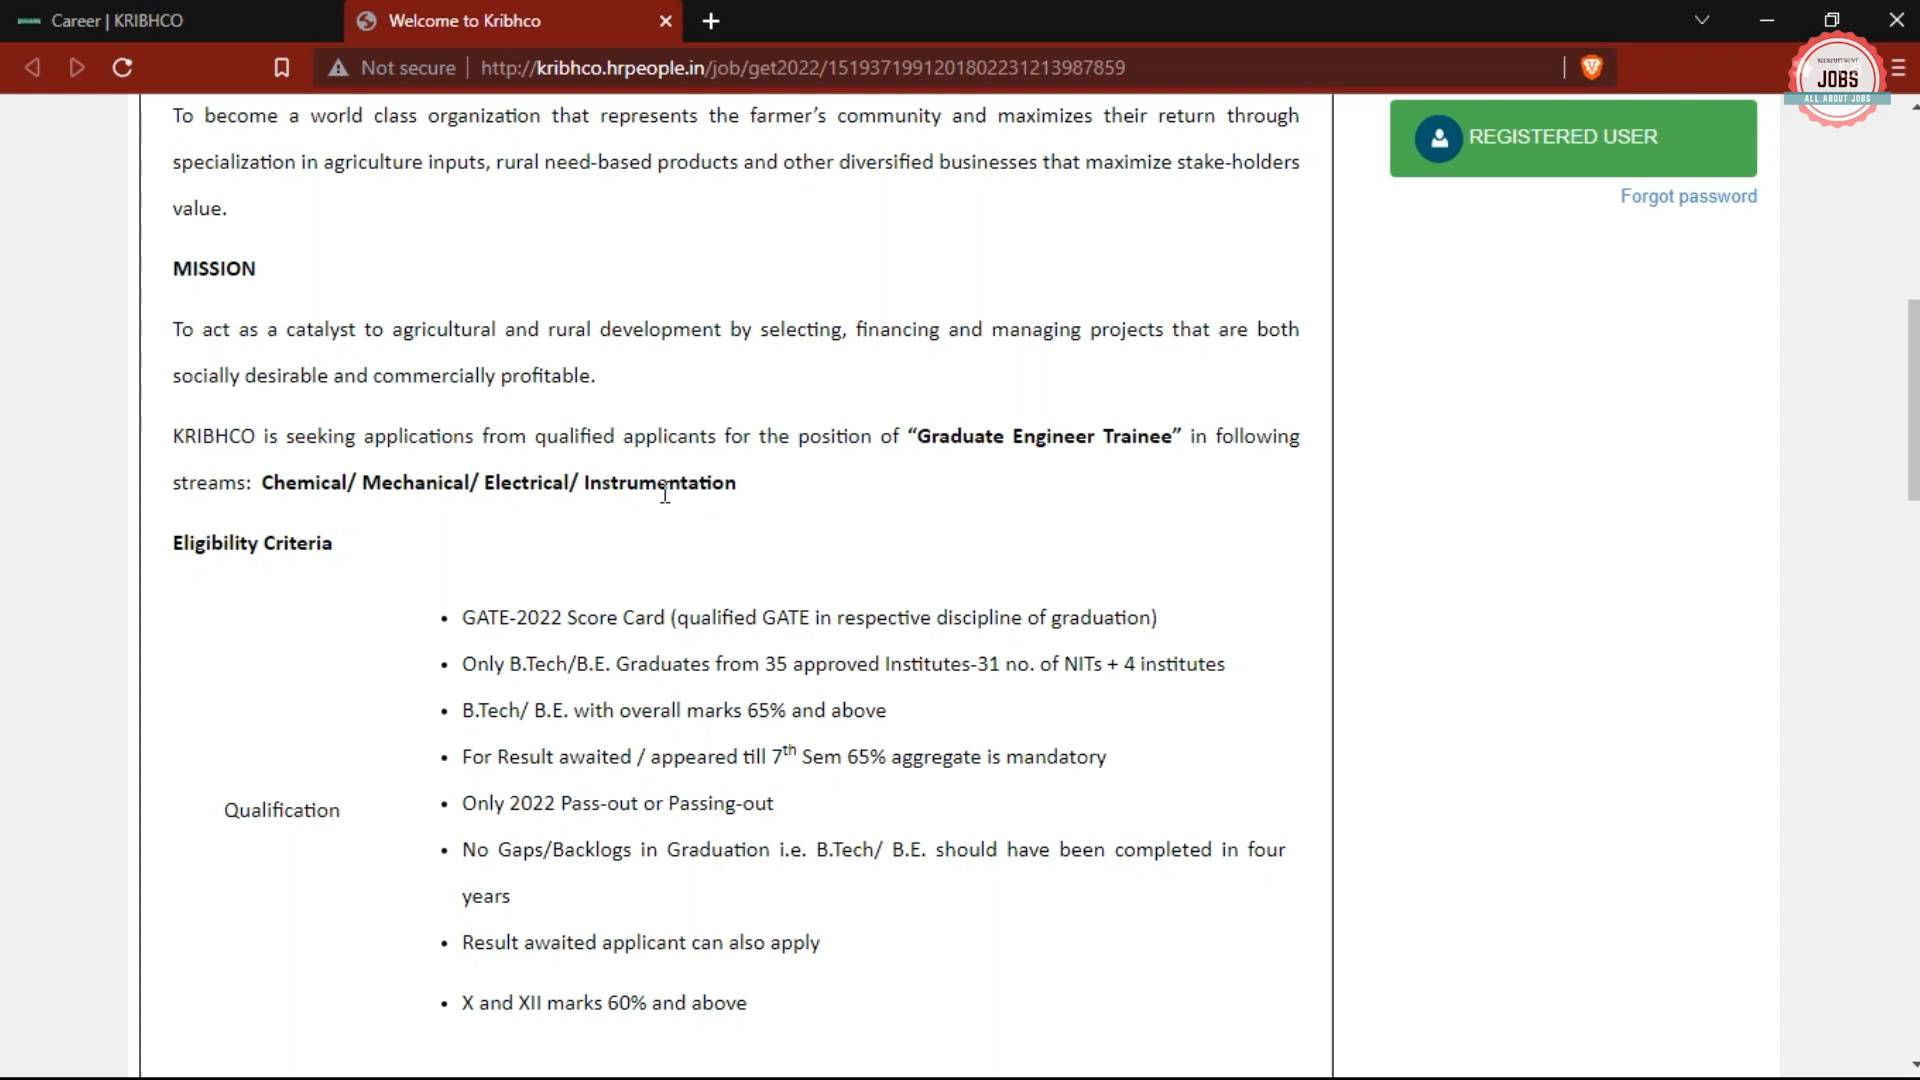 Career | KRIBHCO
Welcome to Kribhco
Not secure
http://kribhco.hrpeople.in/job/get2022/1519371991201802231213987859
RECRUITMENT
JOBS
ALL ABOUT JOBS
To become a world class organization that represents the farmer’s community and maximizes their return through
specialization in agriculture inputs, rural need-based products and other diversified businesses that maximize stake-holders
value.
REGISTERED USER
Forgot password
MISSION
To act as a catalyst to agricultural and rural development by selecting, financing and managing projects that are both
socially desirable and commercially profitable.
KRIBHCO is seeking applications from qualified applicants for the position of “Graduate Engineer Trainee” in following
streams: Chemical/ Mechanical/ Electrical/ Instrumentation
Eligibility Criteria
Qualification
• GATE-2022 Score Card (qualified GATE in respective discipline of graduation)
• Only B.Tech/B.E. Graduates from 35 approved Institutes-31 no. of NITs + 4 institutes
• B.Tech/ B.E. with overall marks 65% and above
• For Result awaited / appeared till 7th Sem 65% aggregate is mandatory
• Only 2022 Pass-out or Passing-out
• No Gaps/Backlogs in Graduation i.e. B.Tech/ B.E. should have been completed in four
years
• Result awaited applicant can also apply
• X and XII marks 60% and above